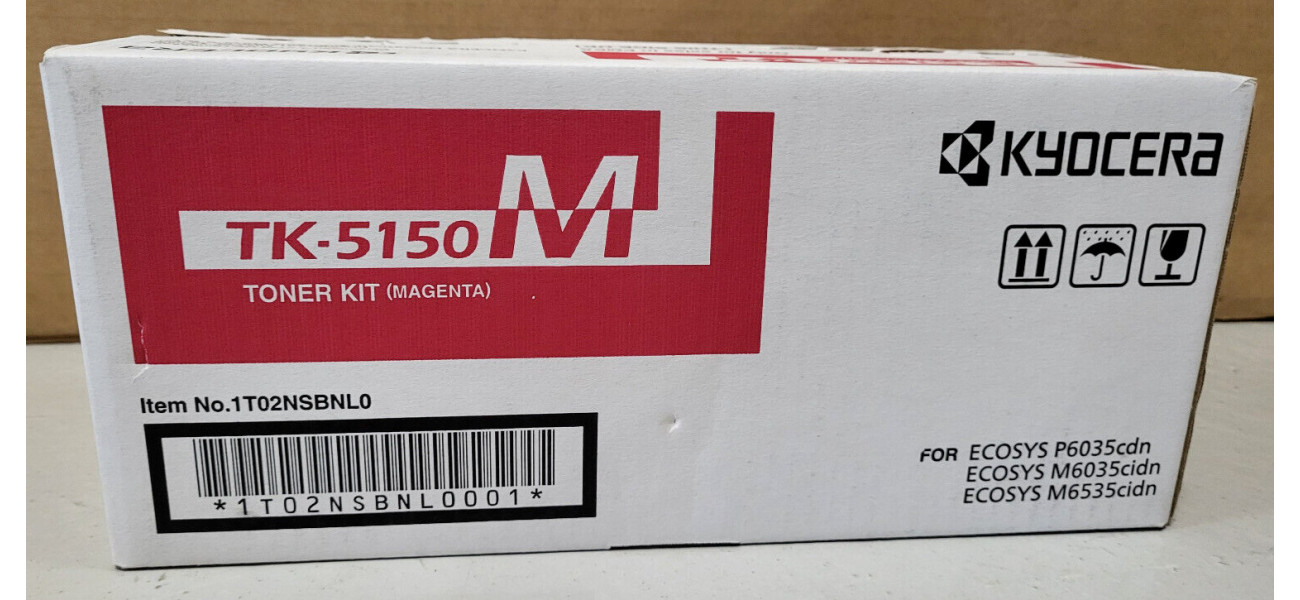 TK-5150M
TONER KIT (MAGENTA)
KYOCERA
Item No.1T02NSBNL0
*1T02NSBNL0001*
FOR ECOSYS P6035cdn
ECOSYS M6035cidn
ECOSYS M6535cidn